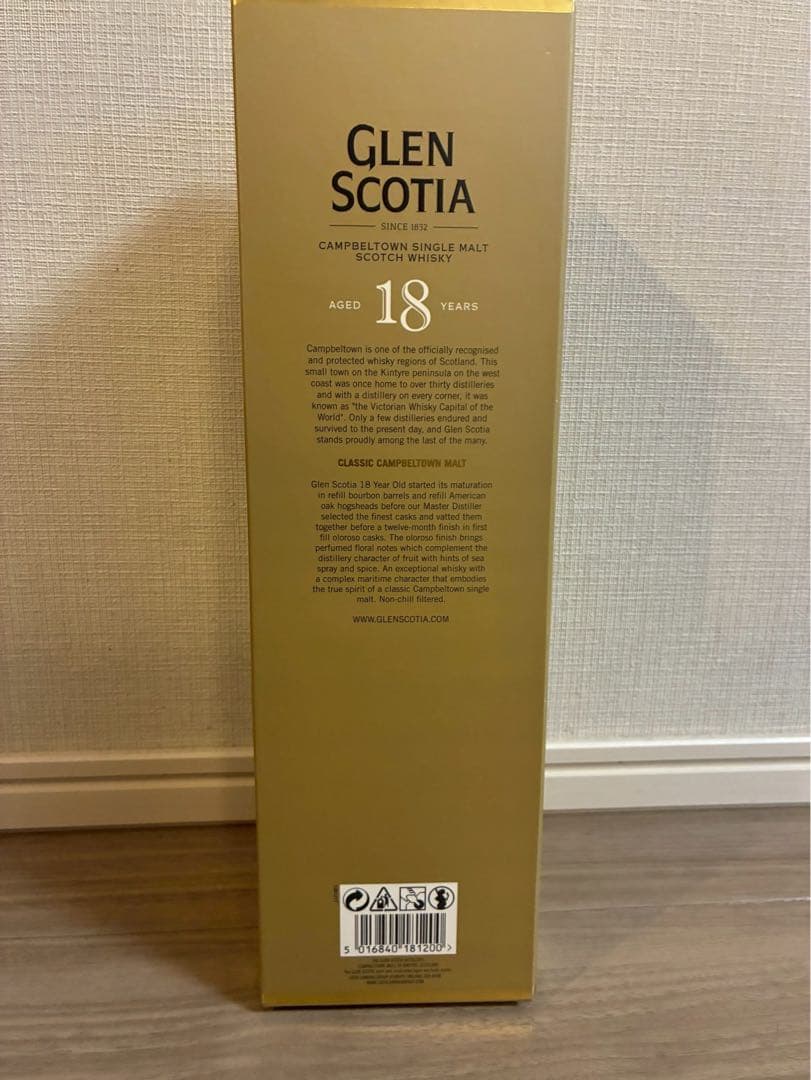 GLEN
SCOTIA
SINCE 1832
CAMPBELTOWN SINGLE MALT
SCOTCH WHISKY
AGED 18 YEARS
Campbeltown is one of the officially recognised
and protected whisky regions of Scotland. This
small town on the Kintyre peninsula on the west
coast was once home to over thirty distilleries
and with a distillery on every corner, it was
known as "the Victorian Whisky Capital of the
World". Only a few distilleries endured and
survived to the present day, and Glen Scotia
stands proudly among the last of the many.
CLASSIC CAMPBELTOWN MALT
Glen Scotia 18 Year Old started its maturation
in refill bourbon barrels and refill American
oak hogsheads before our Master Distiller
selected the finest casks and vatted them
together before a twelve-month finish in first
fill oloroso casks. The oloroso finish brings
perfumed floral notes which complement the
distillery character of fruit with hints of sea
spray and spice. An exceptional whisky with
a complex maritime character that embodies
the true spirit of a classic Campbeltown single
malt. Non-chill filtered.
WWW.GLENSCOTIA.COM
5 016840 181200 >